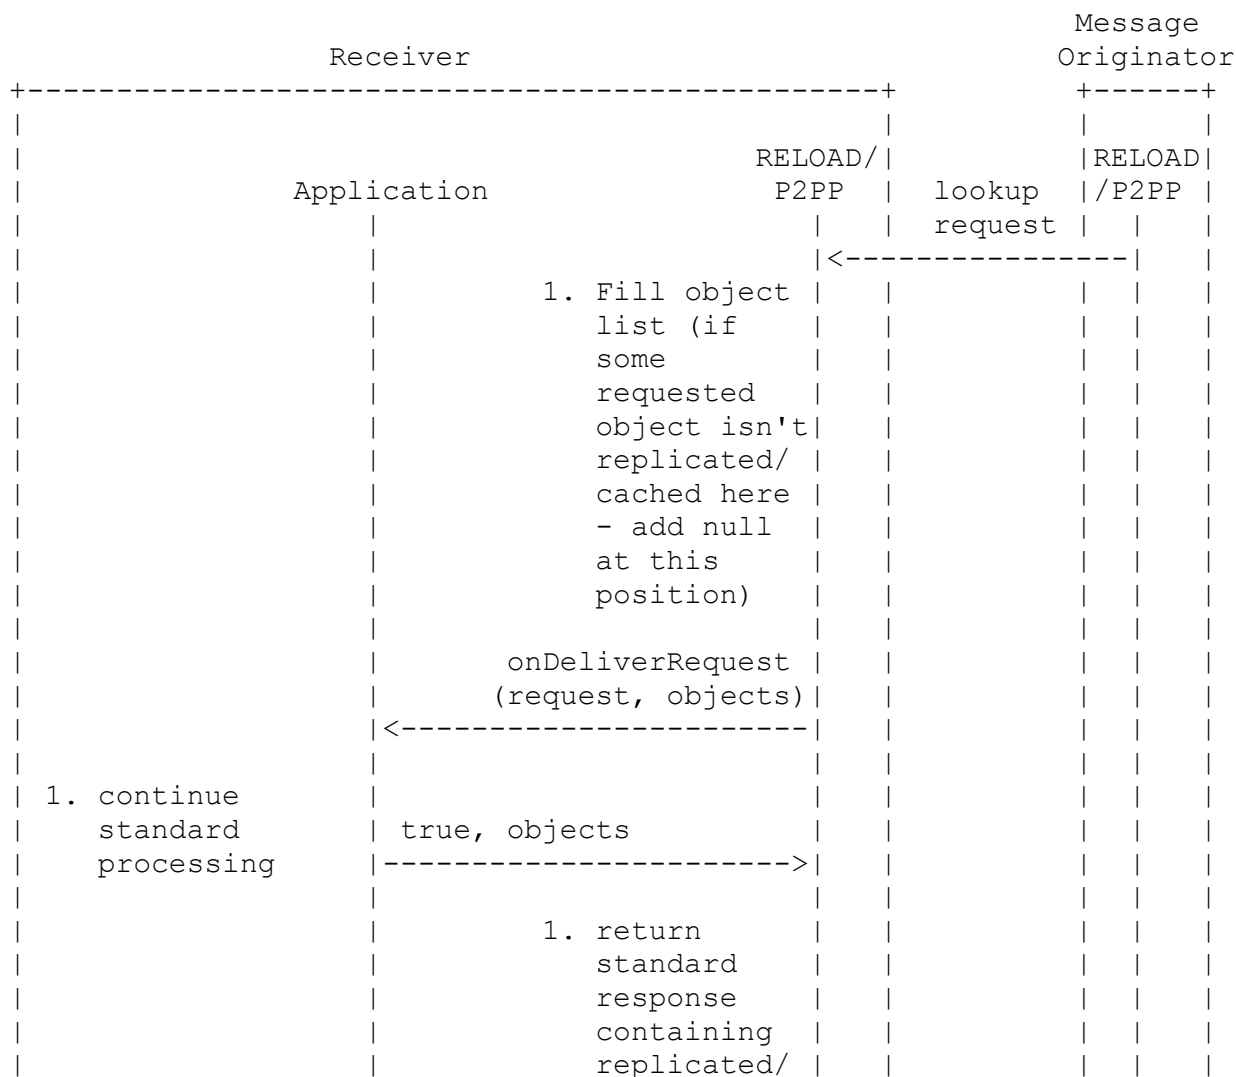 Message
                  Receiver                                 Originator
+------------------------------------------------+          +------+
|                                                |          |      |
|                                         RELOAD/|          |RELOAD|
|               Application                P2PP  |  lookup  |/P2PP |
|                   |                        |   |  request |  |   |
|                   |                        |<----------------|   |
|                   |         1. Fill object |   |          |  |   |
|                   |            list (if    |   |          |  |   |
|                   |            some        |   |          |  |   |
|                   |            requested   |   |          |  |   |
|                   |            object isn't|   |          |  |   |
|                   |            replicated/ |   |          |  |   |
|                   |            cached here |   |          |  |   |
|                   |            - add null  |   |          |  |   |
|                   |            at this     |   |          |  |   |
|                   |            position)   |   |          |  |   |
|                   |                        |   |          |  |   |
|                   |       onDeliverRequest |   |          |  |   |
|                   |      (request, objects)|   |          |  |   |
|                   |<-----------------------|   |          |  |   |
|                   |                        |   |          |  |   |
| 1. continue       |                        |   |          |  |   |
|    standard       | true, objects          |   |          |  |   |
|    processing     |----------------------->|   |          |  |   |
|                   |                        |   |          |  |   |
|                   |         1. return      |   |          |  |   |
|                   |            standard    |   |          |  |   |
|                   |            response    |   |          |  |   |
|                   |            containing  |   |          |  |   |
|                   |            replicated/ |   |          |  |   |